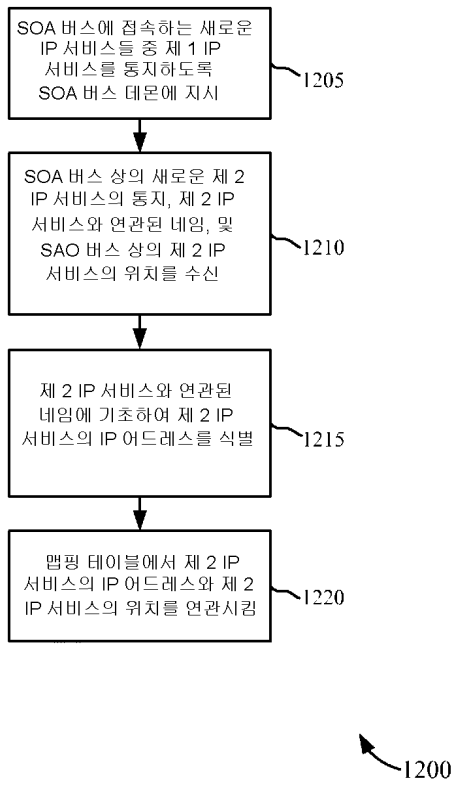 SOA 버스에 접속하는 새로운
IP 서비스들 중 제 1 IP
서비스를 통지하도록
SOA 버스 데몬에 지시
1205
SOA 버스 상의 새로운 제 2
IP 서비스의 통지, 제 2 IP
서비스와 연관된 네임, 및
SAO 버스 상의 제 2 IP
서비스의 위치를 수신
1210
제 2 IP 서비스와 연관된
네임에 기초하여 제 2 IP
서비스의 IP 어드레스를 식별
1215
맵핑 테이블에서 제 2 IP
서비스의 IP 어드레스와 제 2
IP 서비스의 위치를 연관시킴
1220
1200